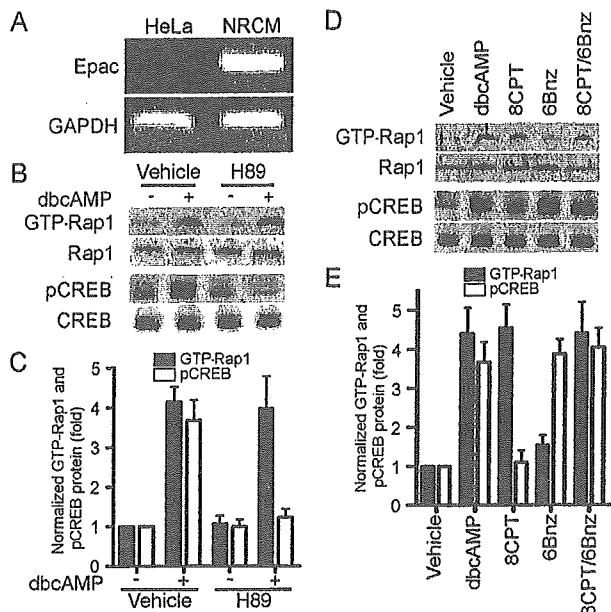 A
HeLa NRCM
Epac
GAPDH
B
Vehicle H89
dbcAMP - + - +
GTP-Rap1
Rap1
pCREB
CREB
C
Normalized GTP-Rap1 and
pCREB protein (fold)
5
4
3
2
1
0
GTP-Rap1
pCREB
dbcAMP - + - +
Vehicle H89
D
Vehicle
dbcAMP
8CPT
6Bnz
8CPT/6Bnz
GTP-Rap1
Rap1
pCREB
CREB
E
GTP-Rap1
pCREB
Normalized GTP-Rap1 and
pCREB protein (fold)
5
4
3
2
1
0
Vehicle
dbcAMP
8CPT
6Bnz
8CPT/6Bnz